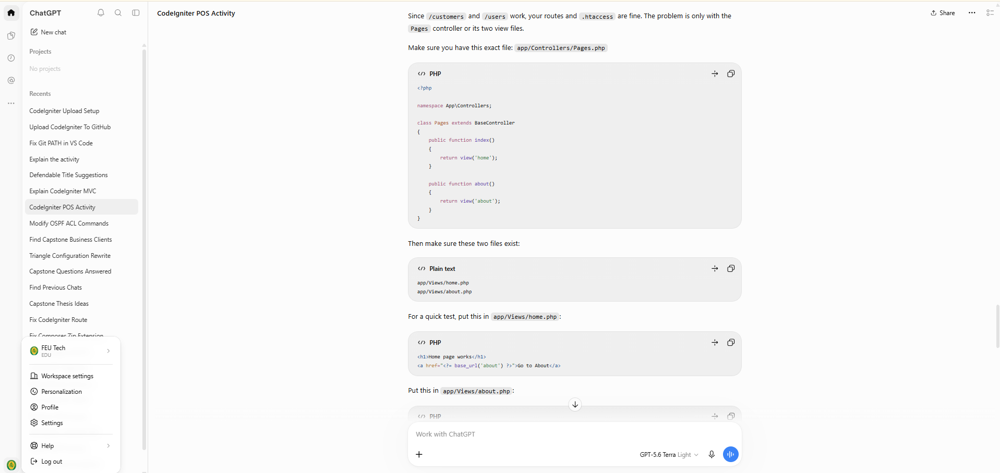 ChatGPT
New chat
Projects
No projects
Recents
CodeIgniter Upload Setup
Upload CodeIgniter To GitHub
Fix Git PATH in VS Code
Explain the activity
Defendable Title Suggestions
Explain CodeIgniter MVC
CodeIgniter POS Activity
Modify OSPF ACL Commands
Find Capstone Business Clients
Triangle Configuration Rewrite
Capstone Questions Answered
Find Previous Chats
Capstone Thesis Ideas
Fix CodeIgniter Route
Fix Composer Zip Extension
FEU Tech
EDU
Workspace settings
Personalization
Profile
Settings
Help
Log out
CodeIgniter POS Activity
Share
Since /customers and /users work, your routes and .htaccess are fine. The problem is only with the
Pages controller or its two view files.
Make sure you have this exact file: app/Controllers/Pages.php
PHP
<?php
namespace App\Controllers;
class Pages extends BaseController
{
    public function index()
    {
        return view('home');
    }
    public function about()
    {
        return view('about');
    }
}
Then make sure these two files exist:
Plain text
app/Views/home.php
app/Views/about.php
For a quick test, put this in app/Views/home.php:
PHP
<h1>Home page works</h1>
<a href="<?= base_url('about') ?>">Go to About</a>
Put this in app/Views/about.php:
PHP
Work with ChatGPT
GPT-5.6 Terra Light